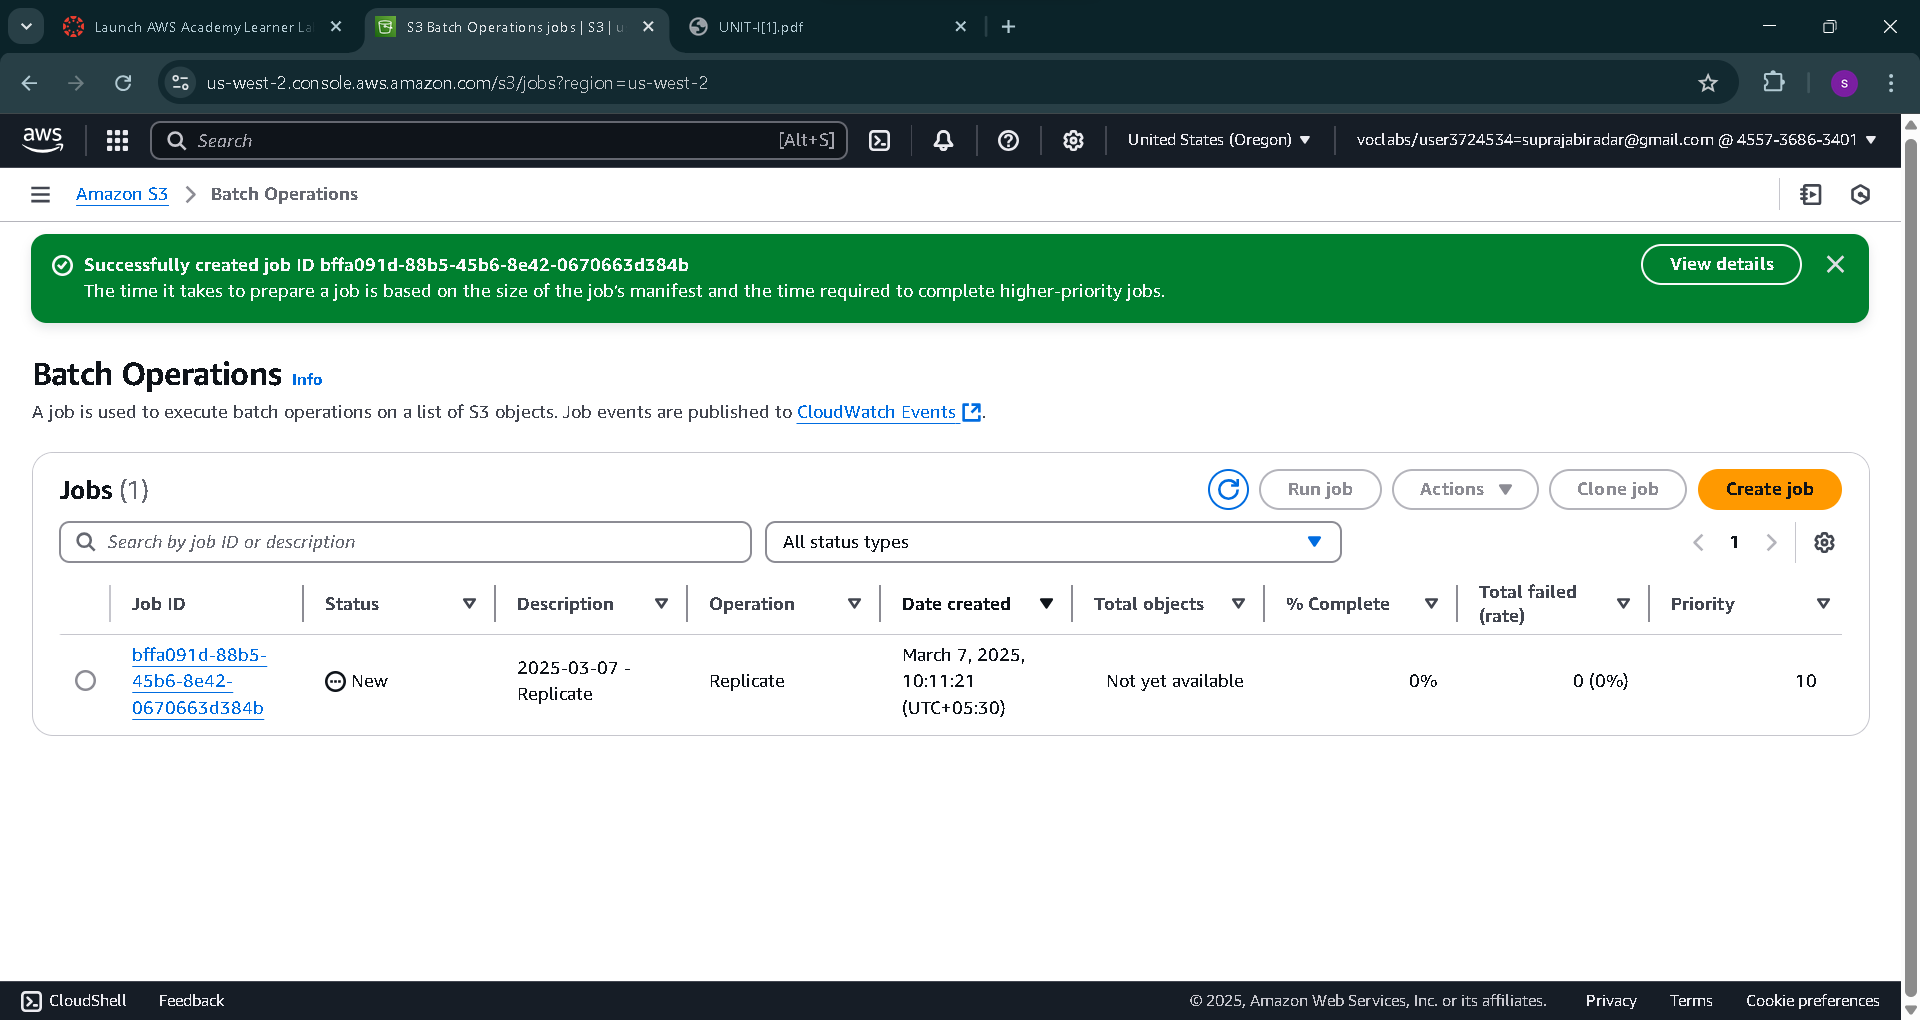 Launch AWS Academy Learner La
S3 Batch Operations jobs | S3 | u
UNIT-I[1].pdf
us-west-2.console.aws.amazon.com/s3/jobs?region=us-west-2
S
aws
Search
[Alt+S]
United States (Oregon)
voclabs/user3724534=suprajabiradar@gmail.com @ 4557-3686-3401
Amazon S3
Batch Operations
Successfully created job ID bffa091d-88b5-45b6-8e42-0670663d384b
View details
The time it takes to prepare a job is based on the size of the job's manifest and the time required to complete higher-priority jobs.
Batch Operations Info
A job is used to execute batch operations on a list of S3 objects. Job events are published to CloudWatch Events.
Jobs (1)
Run job
Actions
Clone job
Create job
Search by job ID or description
All status types
1
Job ID
Status
Description
Operation
Date created
Total objects
% Complete
Total failed
(rate)
Priority
bffa091d-88b5-
45b6-8e42-
0670663d384b
New
2025-03-07 -
Replicate
Replicate
March 7, 2025,
10:11:21
(UTC+05:30)
Not yet available
0%
0 (0%)
10
CloudShell
Feedback
© 2025, Amazon Web Services, Inc. or its affiliates.
Privacy
Terms
Cookie preferences